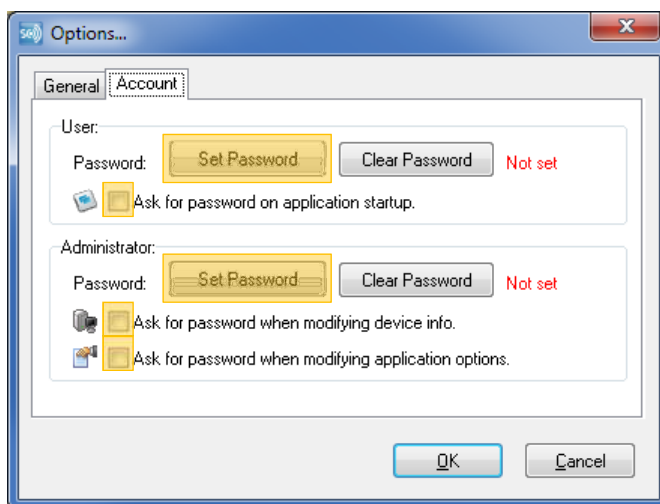 Options...
General Account
User:
Password: Set Password Clear Password Not set
Ask for password on application startup.
Administrator:
Password: Set Password Clear Password Not set
Ask for password when modifying device info.
Ask for password when modifying application options.
OK Cancel